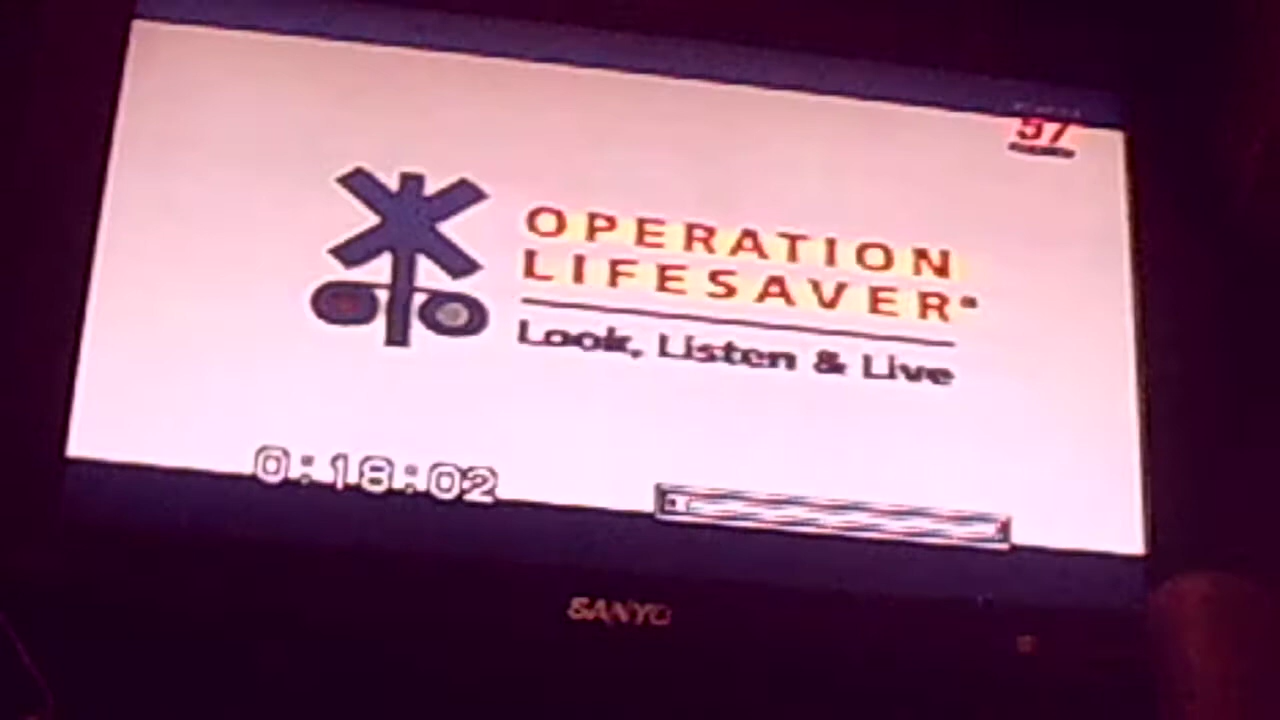 57
OPERATION
LIFESAVER®
Look, Listen & Live
0:18:02
SANYO